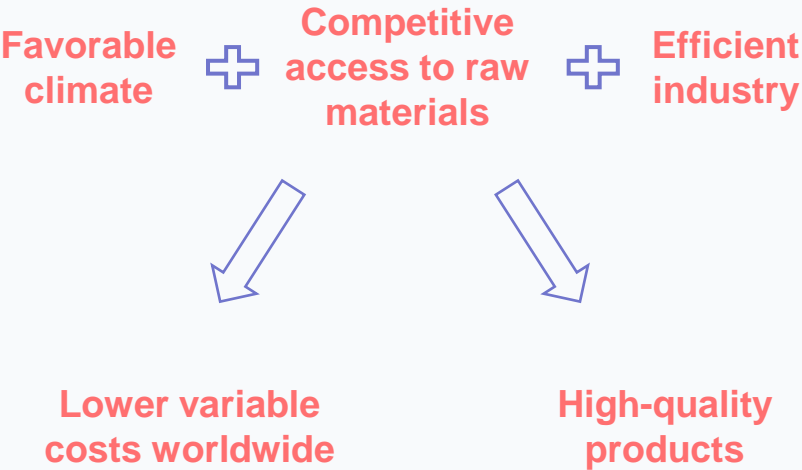 Favorable
climate
Competitive
access to raw
materials
Efficient
industry
Lower variable
costs worldwide
High-quality
products